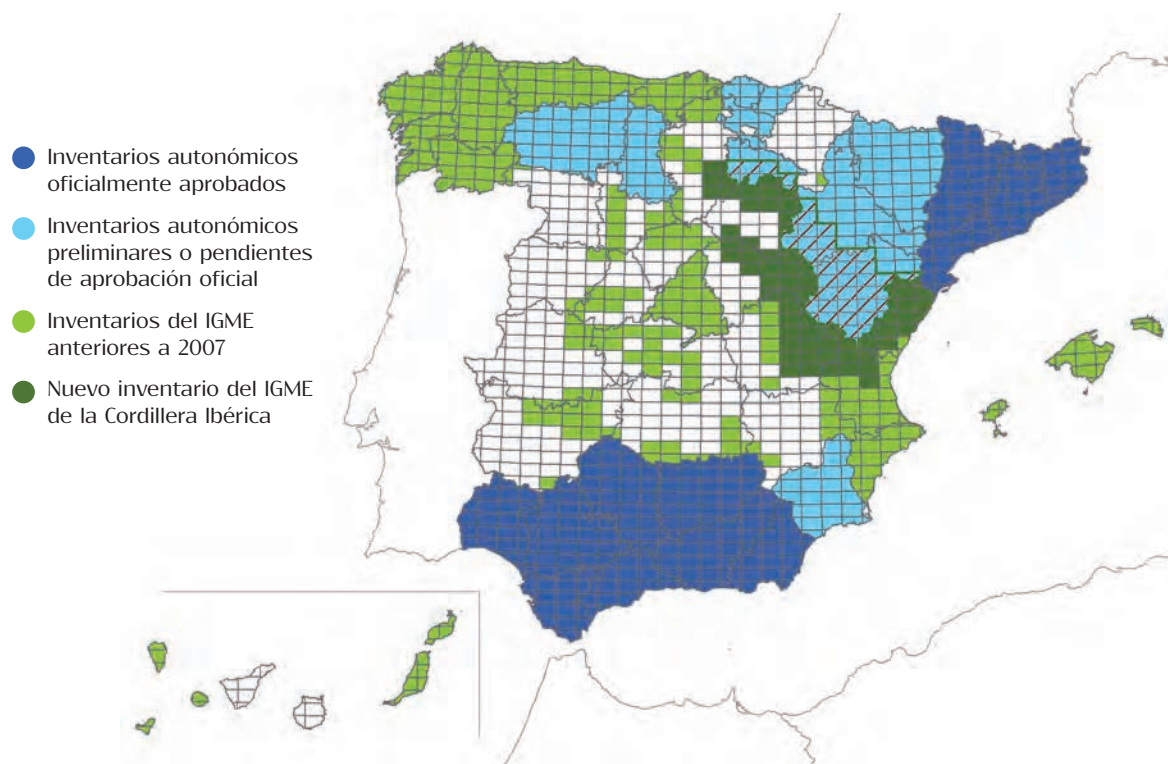 Inventarios autonómicos
oficialmente aprobados
Inventarios autonómicos
preliminares o pendientes
de aprobación oficial
Inventarios del IGME
anteriores a 2007
Nuevo inventario del IGME
de la Cordillera Ibérica